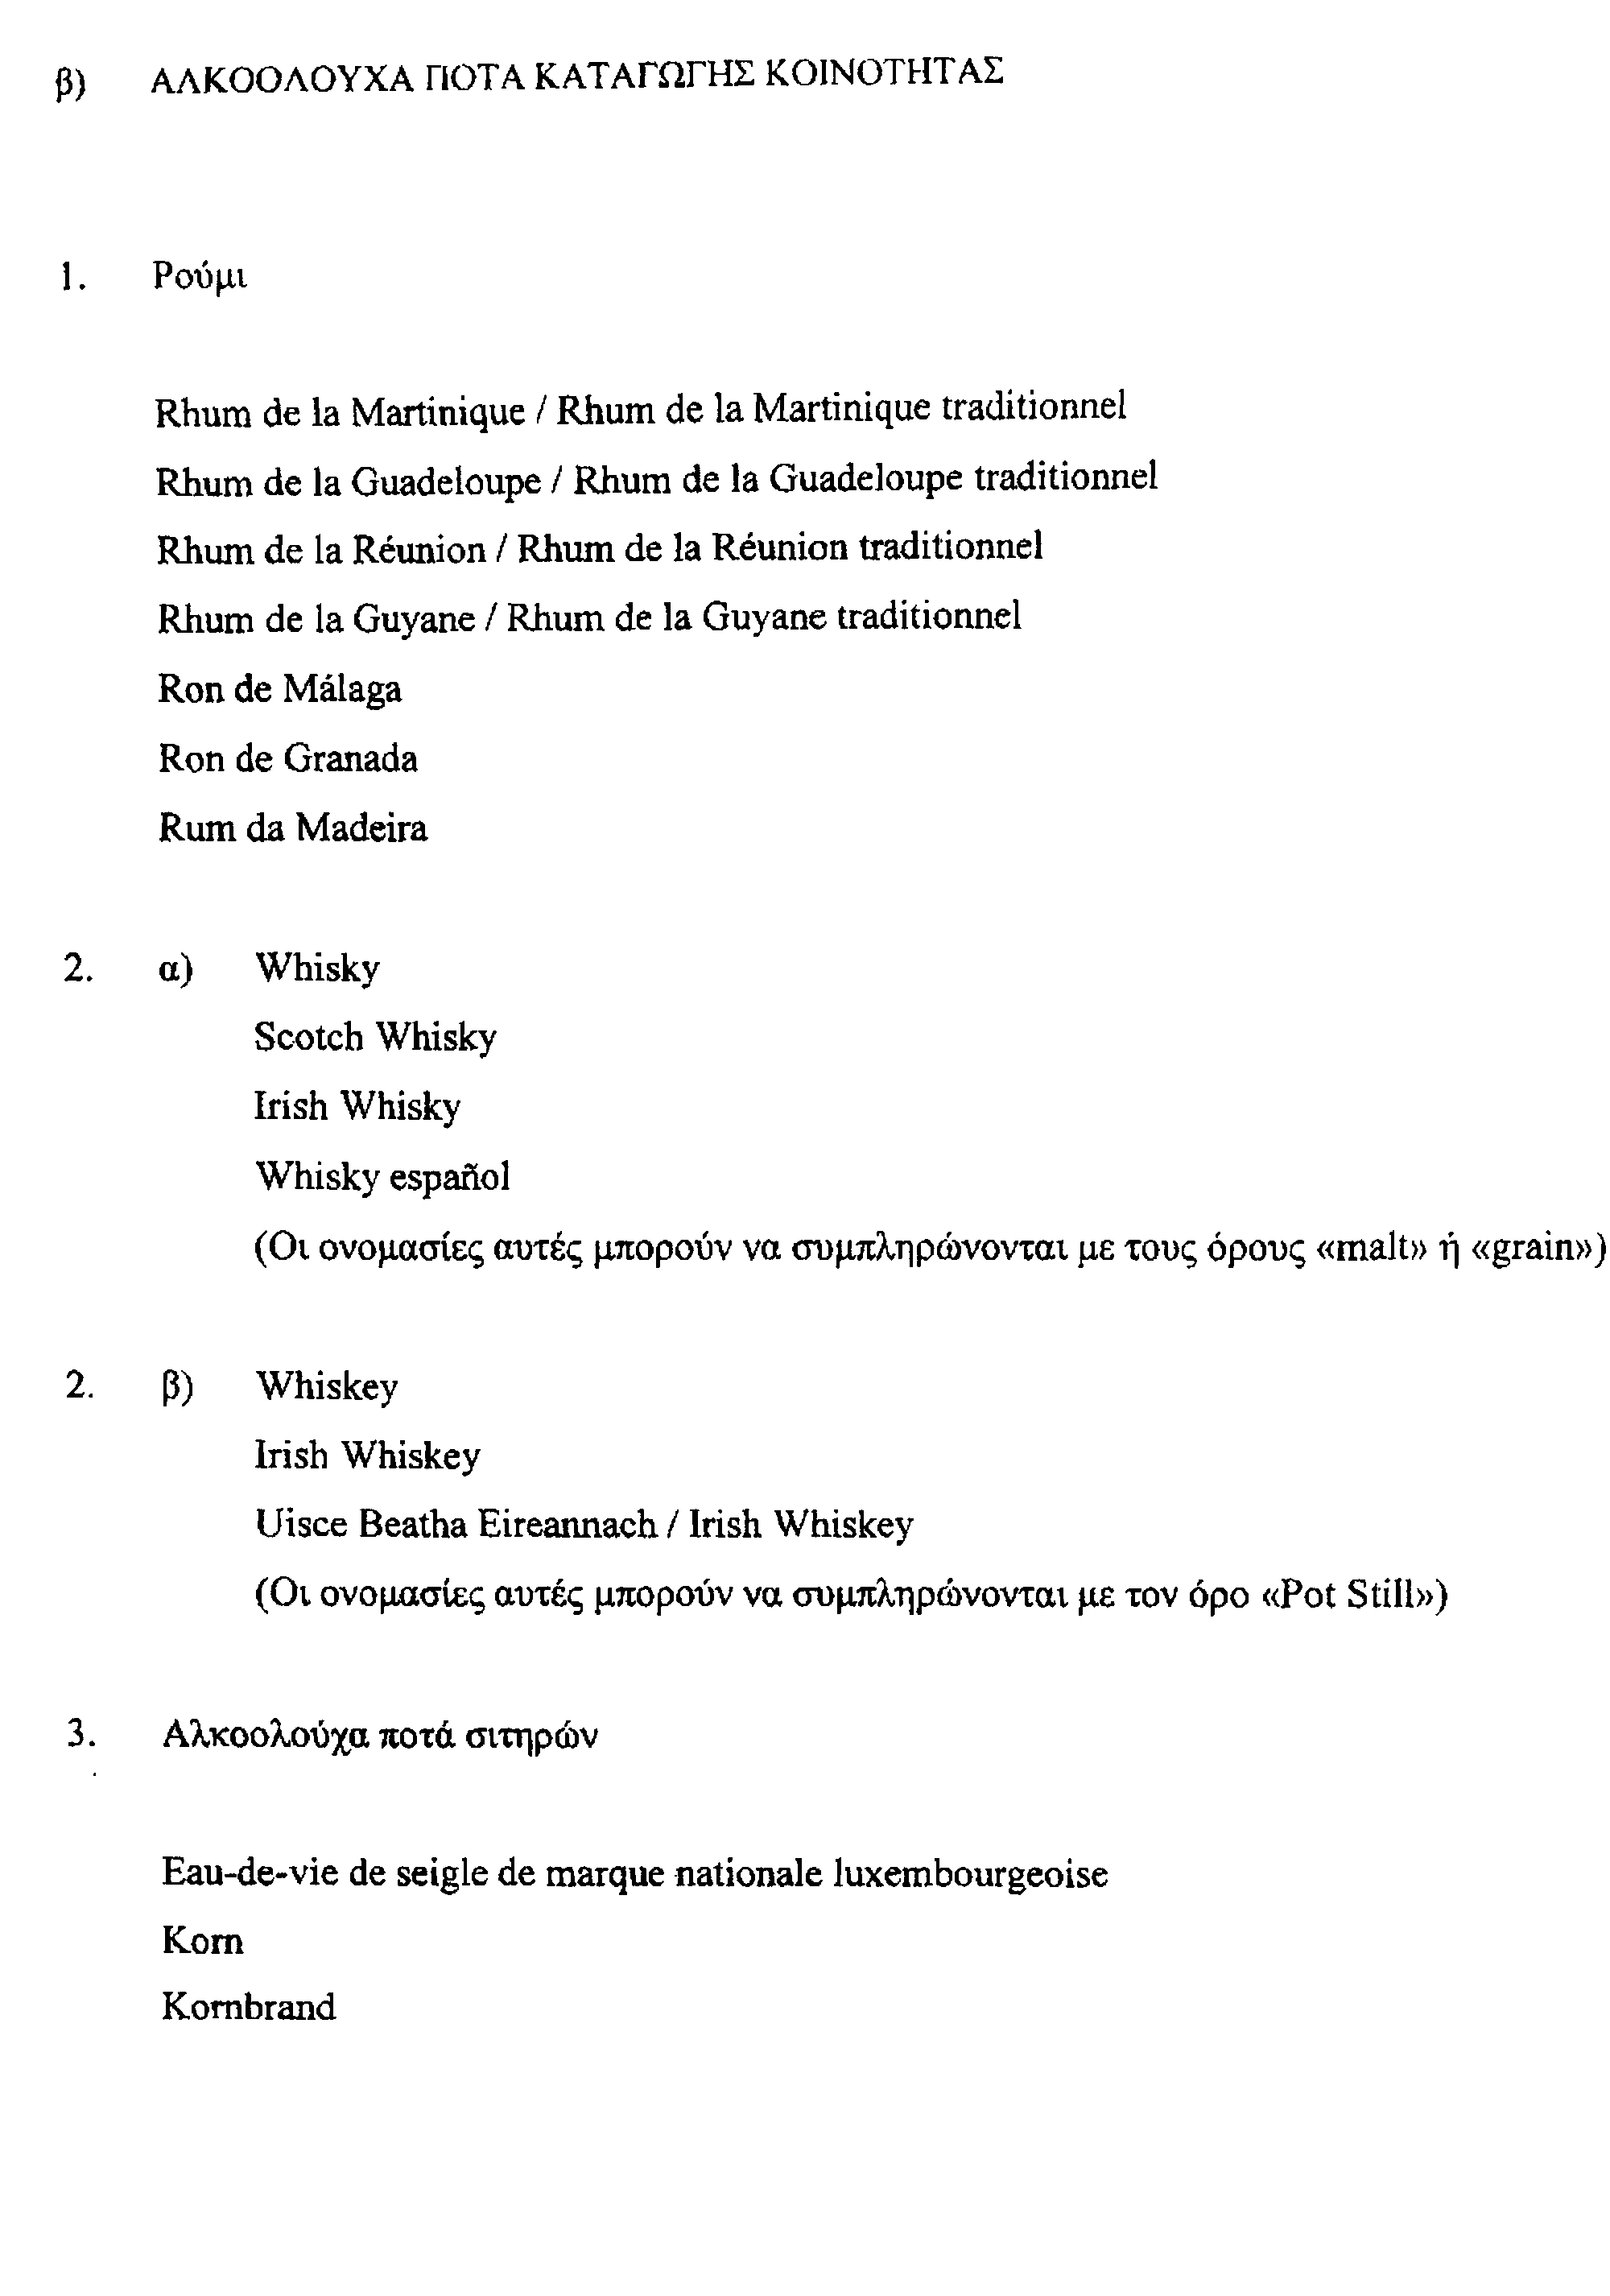 β) ΑΛΚΟΟΛΟΥΧΑ ΠΟΤΑ ΚΑΤΑΓΩΓΗΣ ΚΟΙΝΟΤΗΤΑΣ
1. Ρούμι
Rhum de la Martinique / Rhum de la Martinique traditionnel
Rhum de la Guadeloupe / Rhum de la Guadeloupe traditionnel
Rhum de la Réunion / Rhum de la Réunion traditionnel
Rhum de la Guyane / Rhum de la Guyane traditionnel
Ron de Málaga
Ron de Granada
Rum da Madeira
2. α) Whisky
Scotch Whisky
Irish Whisky
Whisky español
(Οι ονομασίες αυτές μπορούν να συμπληρώνονται με τους όρους «malt» ή «grain»)
2. β) Whiskey
Irish Whiskey
Uisce Beatha Eireannach / Irish Whiskey
(Οι ονομασίες αυτές μπορούν να συμπληρώνονται με τον όρο «Pot Still»)
3. Αλκοολούχα ποτά σιτηρών
Eau-de-vie de seigle de marque nationale luxembourgeoise
Korn
Kornbrand